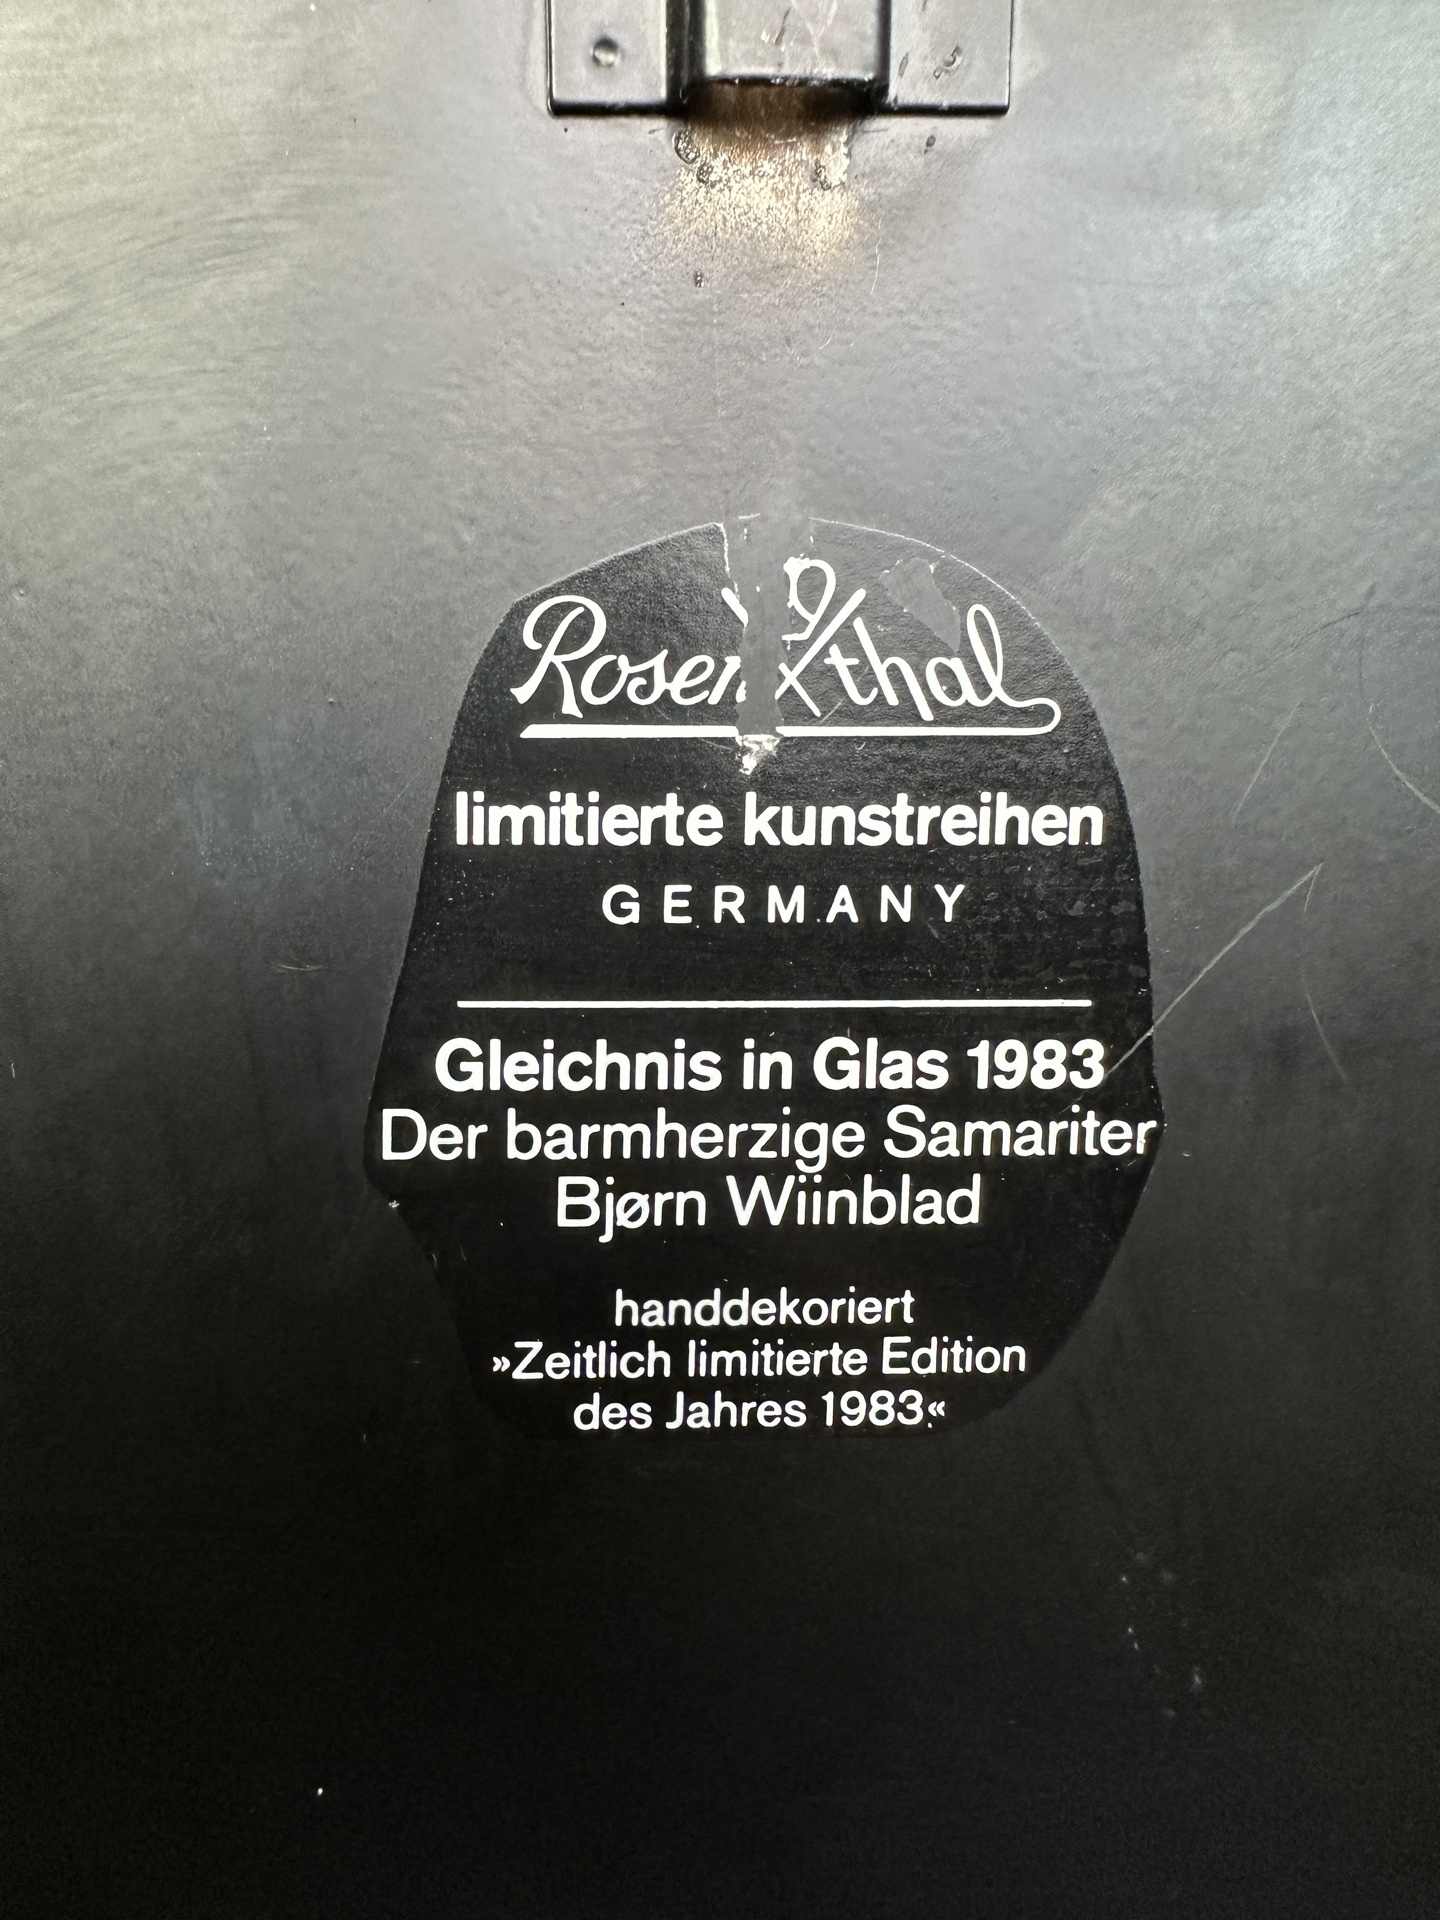 Rosenthal
limitierte kunstreihen
GERMANY
Gleichnis in Glas 1983
Der barmherzige Samariter
Bjørn Wiinblad
handdekoriert
»Zeitlich limitierte Edition
des Jahres 1983«